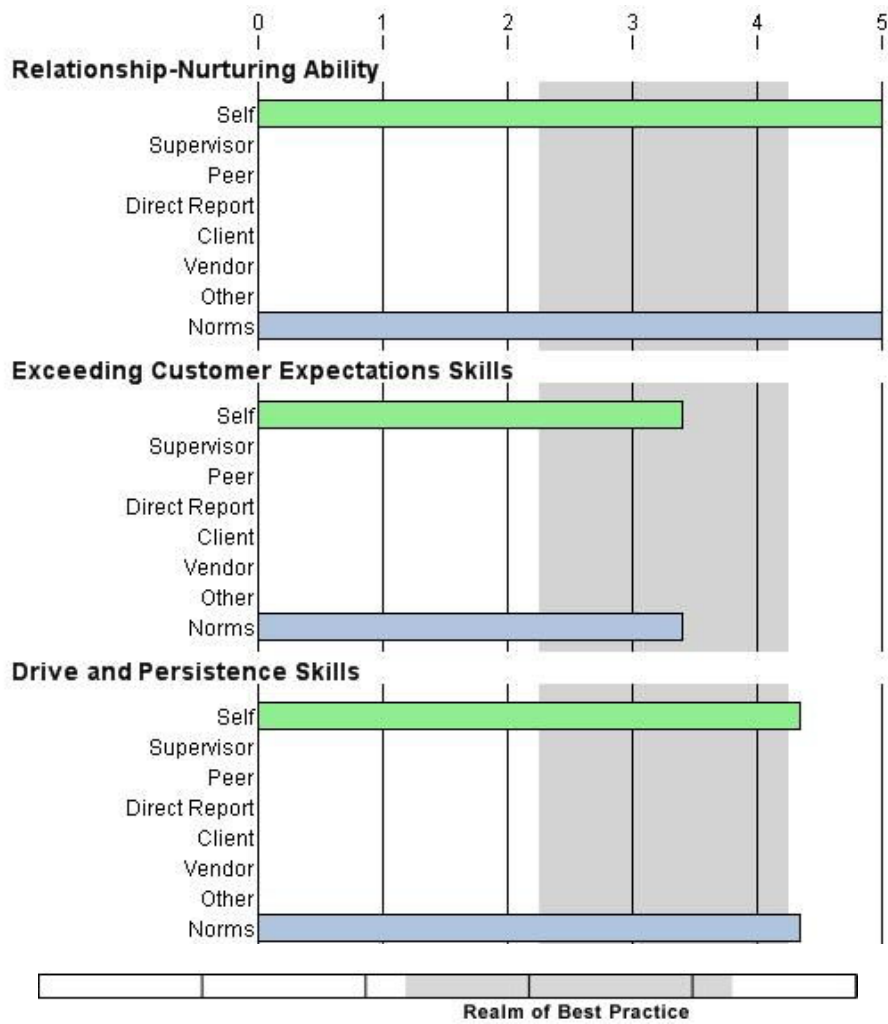 0 1 2 3 4 5
Relationship-Nurturing Ability
Self
Supervisor
Peer
Direct Report
Client
Vendor
Other
Norms
Exceeding Customer Expectations Skills
Self
Supervisor
Peer
Direct Report
Client
Vendor
Other
Norms
Drive and Persistence Skills
Self
Supervisor
Peer
Direct Report
Client
Vendor
Other
Norms
Realm of Best Practice